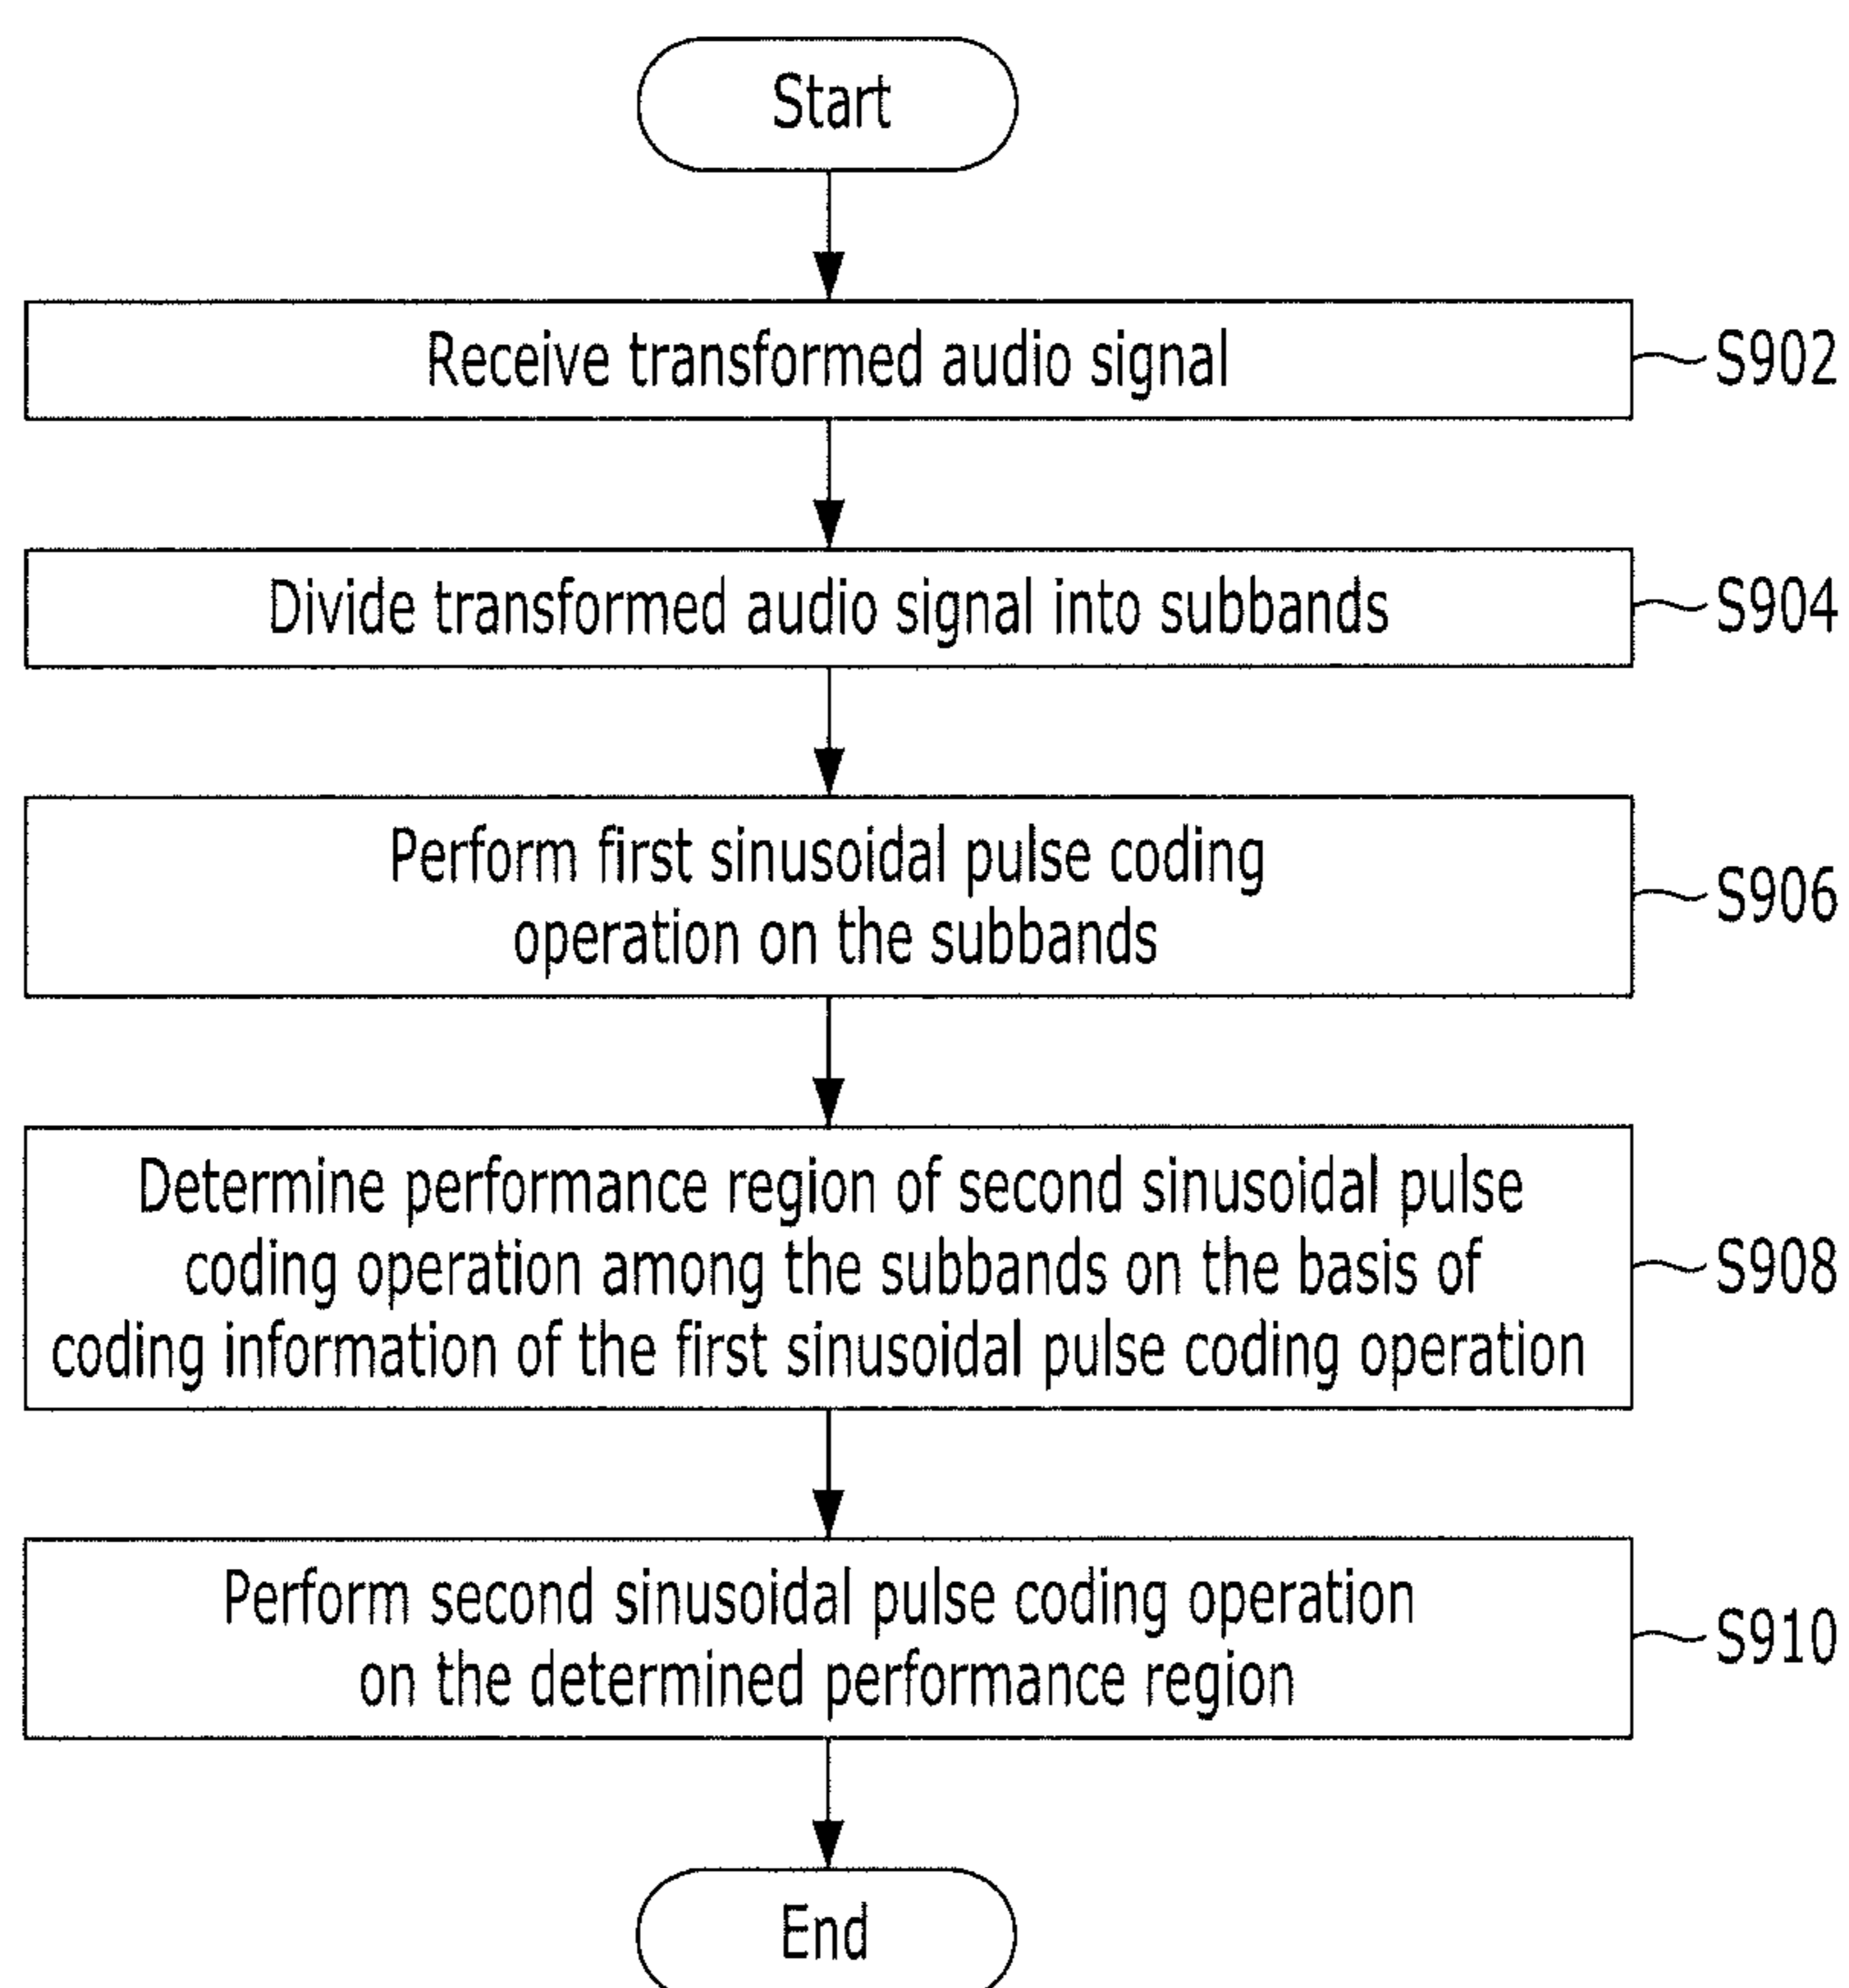 Start
Receive transformed audio signal
S902
Divide transformed audio signal into subbands
S904
Perform first sinusoidal pulse coding
operation on the subbands
S906
Determine performance region of second sinusoidal pulse
coding operation among the subbands on the basis of
coding information of the first sinusoidal pulse coding operation
S908
Perform second sinusoidal pulse coding operation
on the determined performance region
S910
End